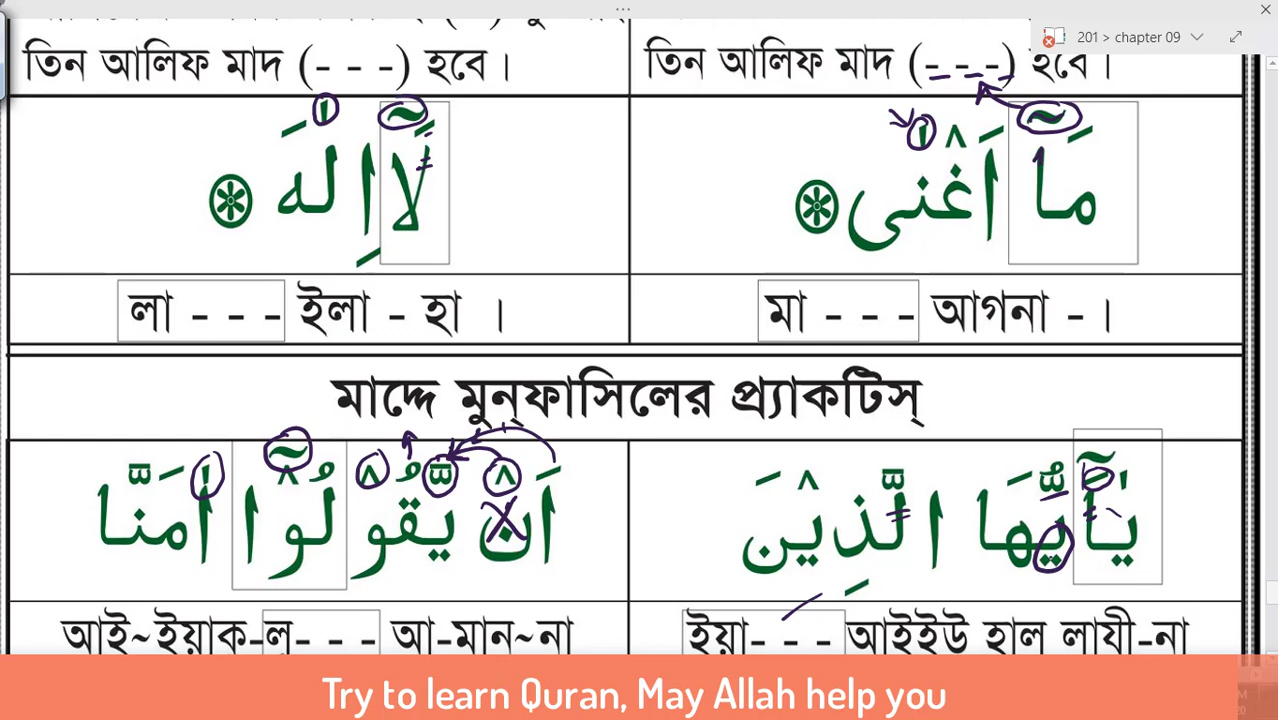 201 > chapter 09
তিন আলিফ মাদ (- - -) হবে।
তিন আলিফ মাদ (- - -) হবে।
لَآ اِلٰهَ
مَآ اَغْنٰى
লা - - - ইলা - হা ।
মা - - - আগনা - ।
মাদ্দে মুন্‌ফাসিলের প্র্যাকটিস্
اَنْ يَّقُوْلُوْٓا اٰمَنَّا
يٰٓاَيُّهَا الَّذِيْنَ
আই~ইয়াক-লূ- - - আ-মান~না
ইয়া- - - আইইউ হাল লাযী-না
Try to learn Quran, May Allah help you